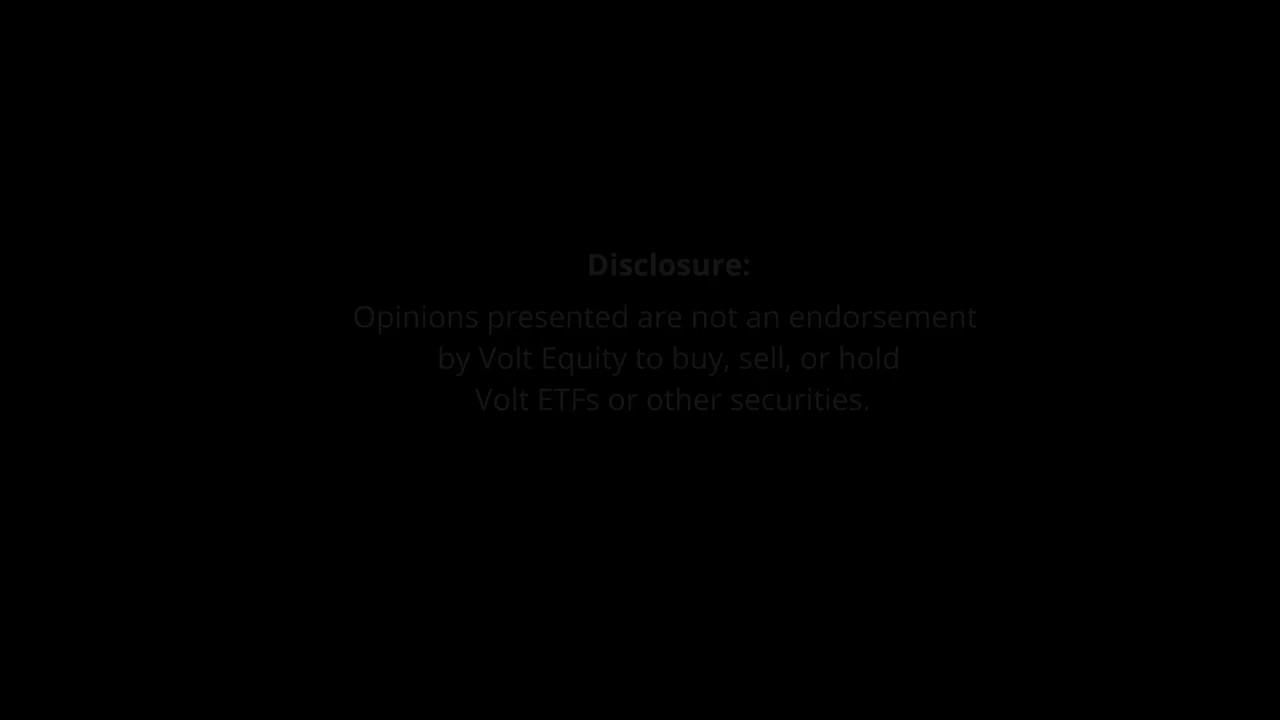 Disclosure:
Opinions presented are not an endorsement
by Volt Equity to buy, sell, or hold
Volt ETFs or other securities.